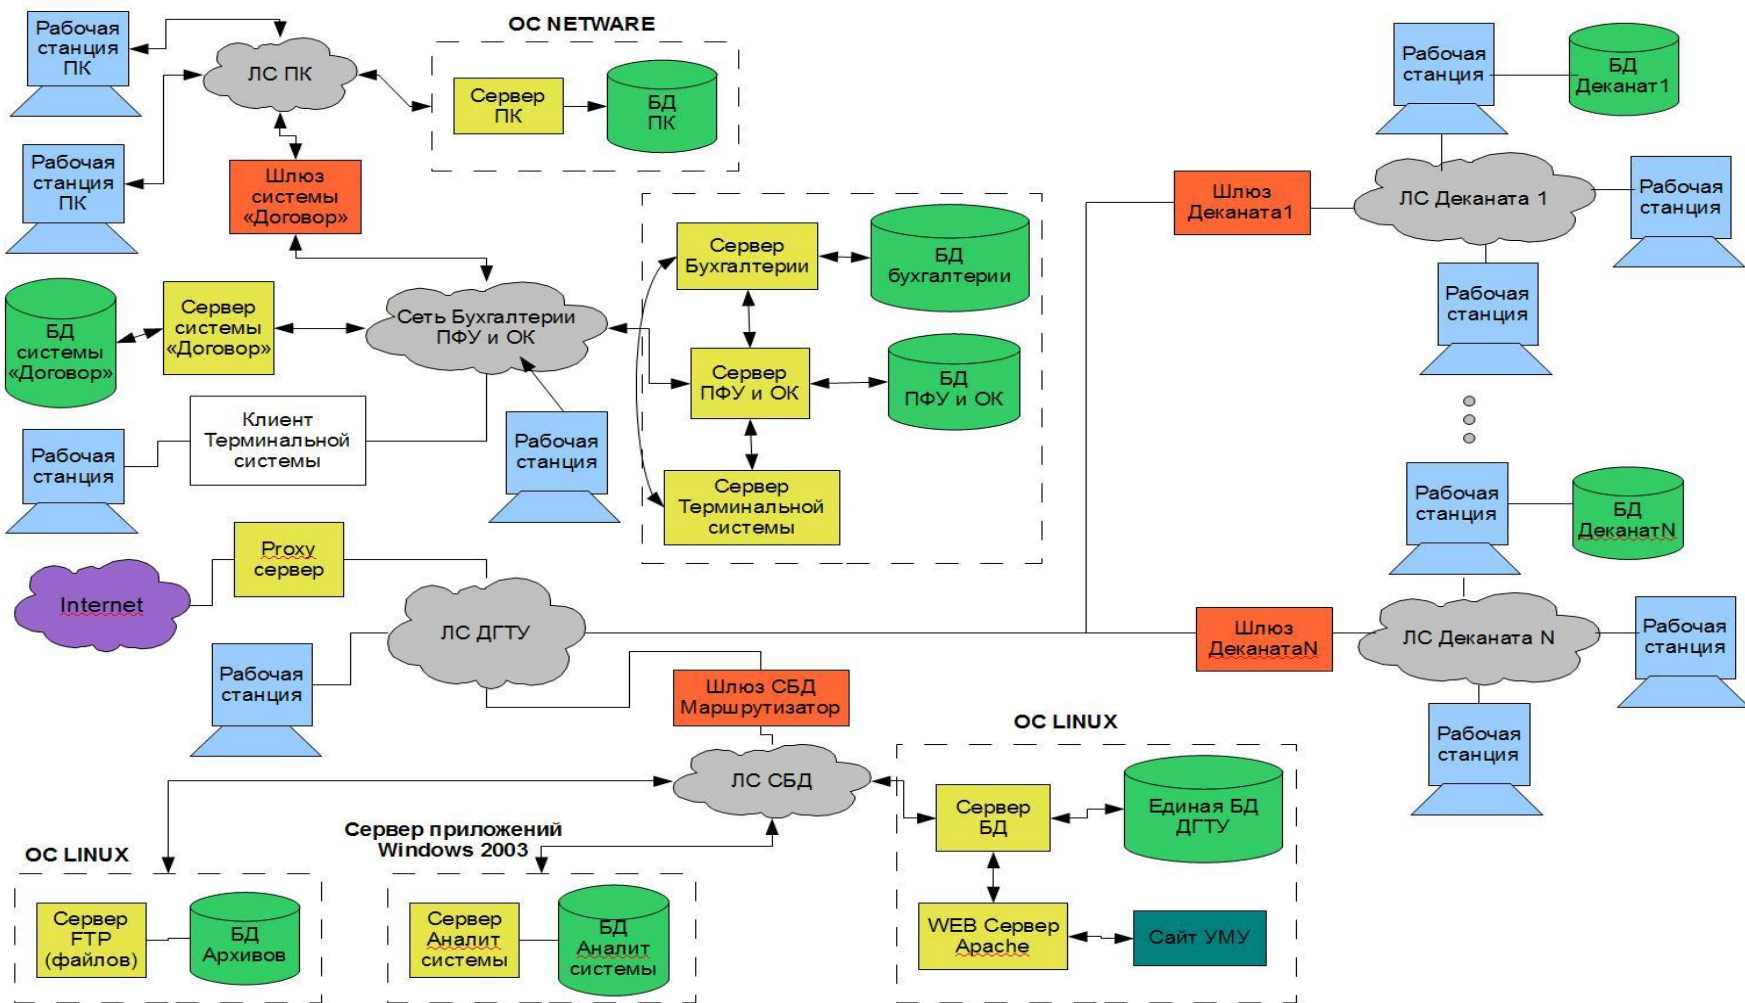 ОС NETWARE
Рабочая
станция
ПК
ЛС ПК
Сервер
ПК
БД
ПК
Рабочая
станция
БД
Деканат1
Рабочая
станция
ПК
Шлюз
системы
«Договор»
Шлюз
Деканата1
ЛС Деканата 1
Рабочая
станция
Сервер
Бухгалтерии
БД
бухгалтерии
Рабочая
станция
БД
системы
«Договор»
Сервер
системы
«Договор»
Сеть Бухгалтерии
ПФУ и ОК
Сервер
ПФУ и ОК
БД
ПФУ и ОК
Рабочая
станция
Клиент
Терминальной
системы
Рабочая
станция
Сервер
Терминальной
системы
Рабочая
станция
БД
ДеканатN
Proxy
сервер
Internet
ЛС ДГТУ
Шлюз
ДеканатаN
ЛС Деканата N
Рабочая
станция
Рабочая
станция
Шлюз СБД
Маршрутизатор
Рабочая
станция
ОС LINUX
ЛС СБД
Сервер
БД
Единая БД
ДГТУ
WEB Сервер
Apache
Сайт УМУ
Сервер приложений
Windows 2003
Сервер
Аналит
системы
БД
Аналит
системы
ОС LINUX
Сервер
FTP
(файлов)
БД
Архивов